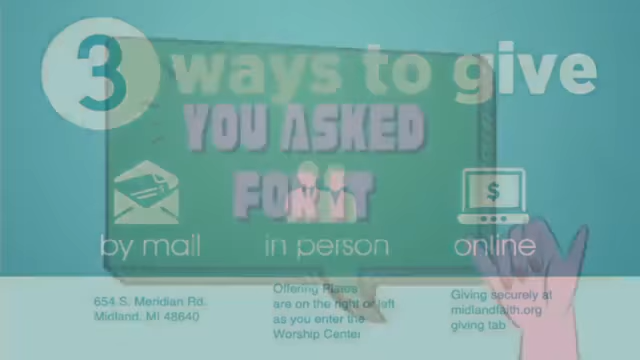 3 ways to give
YOU ASKED
FOR IT
$
by mail
in person
online
654 S. Meridian Rd.
Midland, MI 48640
Offering Plates
are on the right or left
as you enter the
Worship Center
Giving securely at
midlandfaith.org
giving tab